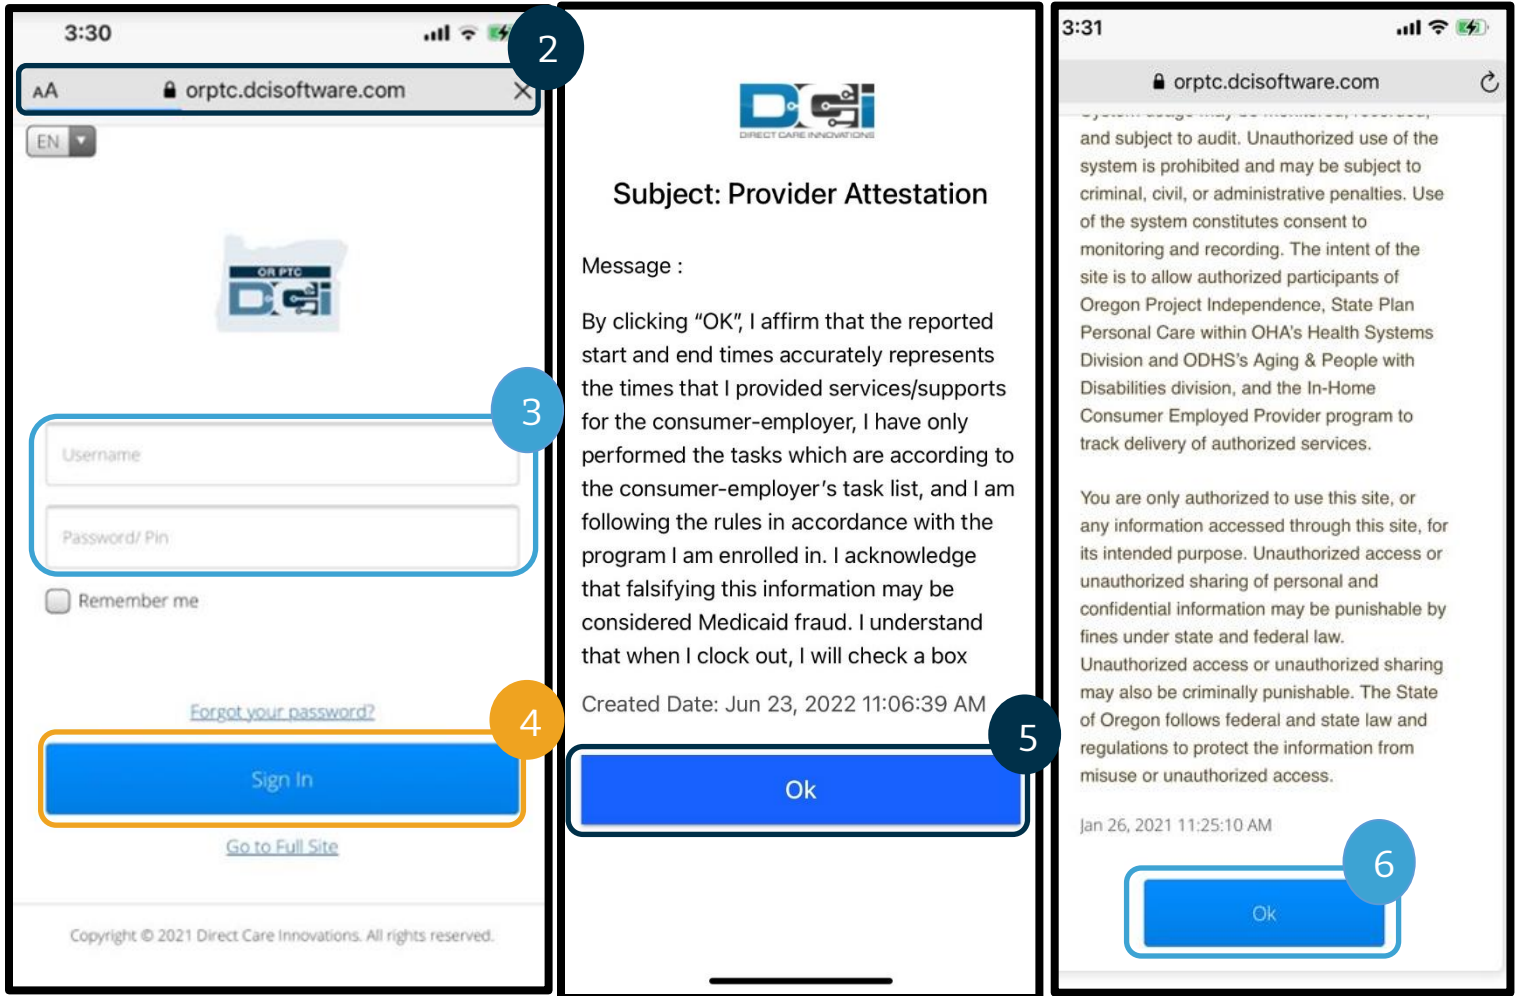 3:30
2
AA orptc.dcisoftware.com
EN
OR PTC
DCi
3
Username
Password/ Pin
Remember me
Forgot your password?
4
Sign In
Go to Full Site
Copyright © 2021 Direct Care Innovations. All rights reserved.
DCi
DIRECT CARE INNOVATIONS
Subject: Provider Attestation
Message :
By clicking “OK”, I affirm that the reported
start and end times accurately represents
the times that I provided services/supports
for the consumer-employer, I have only
performed the tasks which are according to
the consumer-employer’s task list, and I am
following the rules in accordance with the
program I am enrolled in. I acknowledge
that falsifying this information may be
considered Medicaid fraud. I understand
that when I clock out, I will check a box
Created Date: Jun 23, 2022 11:06:39 AM
5
Ok
3:31
orptc.dcisoftware.com
and subject to audit. Unauthorized use of the
system is prohibited and may be subject to
criminal, civil, or administrative penalties. Use
of the system constitutes consent to
monitoring and recording. The intent of the
site is to allow authorized participants of
Oregon Project Independence, State Plan
Personal Care within OHA's Health Systems
Division and ODHS's Aging & People with
Disabilities division, and the In-Home
Consumer Employed Provider program to
track delivery of authorized services.
You are only authorized to use this site, or
any information accessed through this site, for
its intended purpose. Unauthorized access or
unauthorized sharing of personal and
confidential information may be punishable by
fines under state and federal law.
Unauthorized access or unauthorized sharing
may also be criminally punishable. The State
of Oregon follows federal and state law and
regulations to protect the information from
misuse or unauthorized access.
Jan 26, 2021 11:25:10 AM
6
Ok